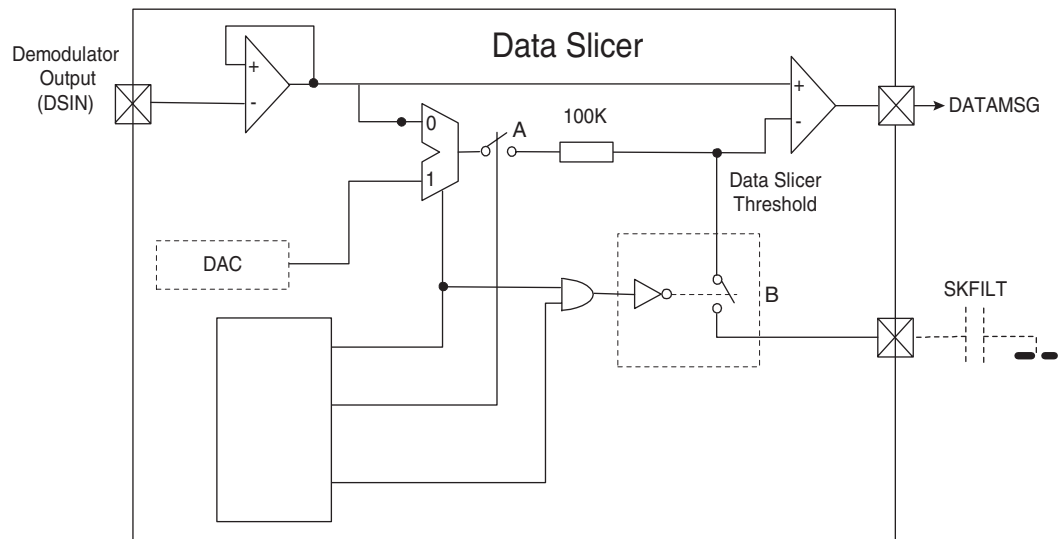 Data Slicer
Demodulator
Output
(DSIN)
+
-
0
1
A
100K
+
-
DATAMSG
Data Slicer
Threshold
DAC
B
SKFILT